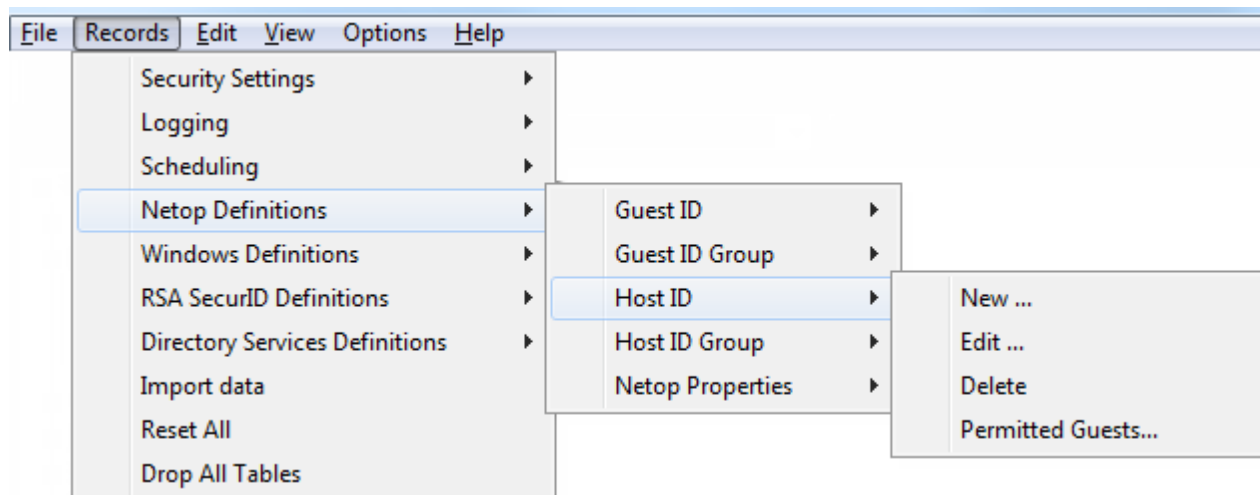 File Records Edit View Options Help
Security Settings
Logging
Scheduling
Netop Definitions
Windows Definitions
RSA SecurID Definitions
Directory Services Definitions
Import data
Reset All
Drop All Tables
Guest ID
Guest ID Group
Host ID
Host ID Group
Netop Properties
New ...
Edit ...
Delete
Permitted Guests...